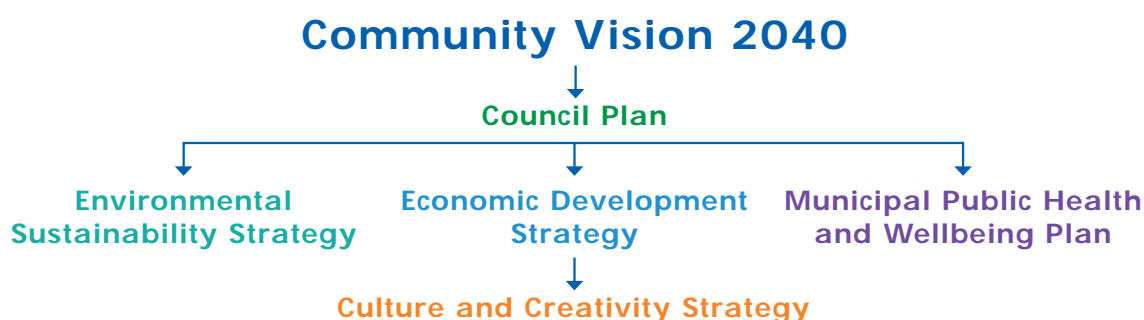 Community Vision 2040
Council Plan
Environmental
Sustainability Strategy
Economic Development
Strategy
Municipal Public Health
and Wellbeing Plan
Culture and Creativity Strategy